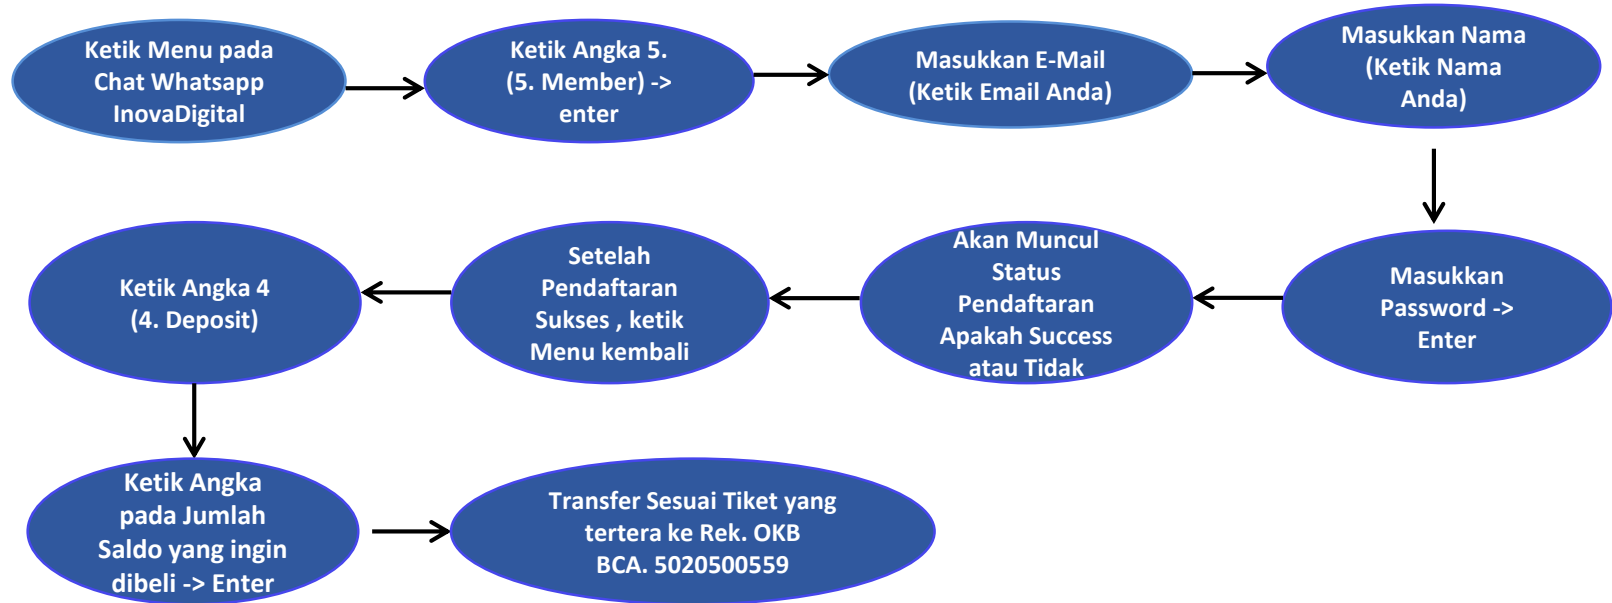 Ketik Menu pada
Chat Whatsapp
InovaDigital
Ketik Angka 5.
(5. Member) ->
enter
Masukkan E-Mail
(Ketik Email Anda)
Masukkan Nama
(Ketik Nama
Anda)
Masukkan
Password ->
Enter
Akan Muncul
Status
Pendaftaran
Apakah Success
atau Tidak
Setelah
Pendaftaran
Sukses , ketik
Menu kembali
Ketik Angka 4
(4. Deposit)
Ketik Angka
pada Jumlah
Saldo yang ingin
dibeli -> Enter
Transfer Sesuai Tiket yang
tertera ke Rek. OKB
BCA. 5020500559